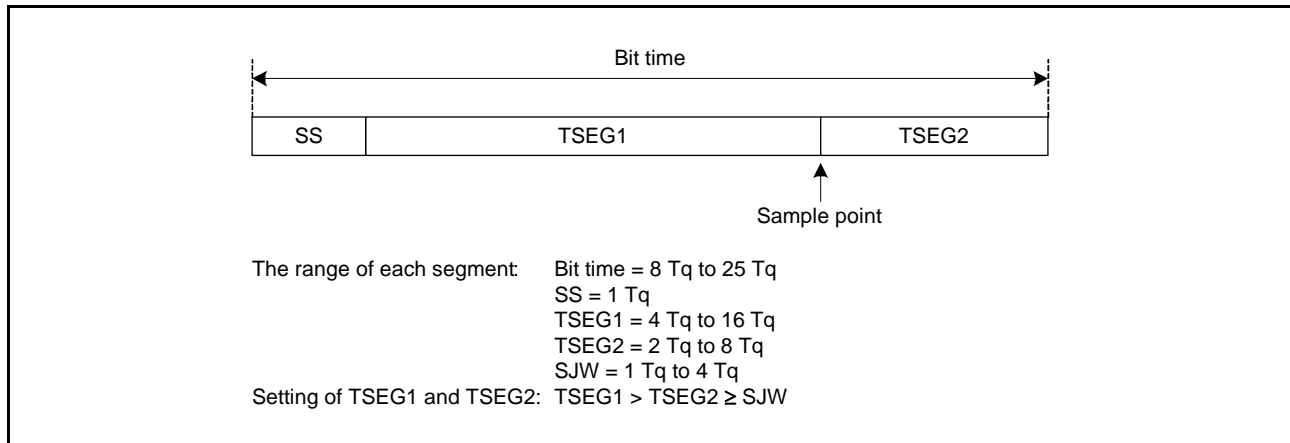 Bit time
SS TSEG1 TSEG2
Sample point
The range of each segment: Bit time = 8 Tq to 25 Tq
SS = 1 Tq
TSEG1 = 4 Tq to 16 Tq
TSEG2 = 2 Tq to 8 Tq
SJW = 1 Tq to 4 Tq
Setting of TSEG1 and TSEG2: TSEG1 > TSEG2 ≥ SJW